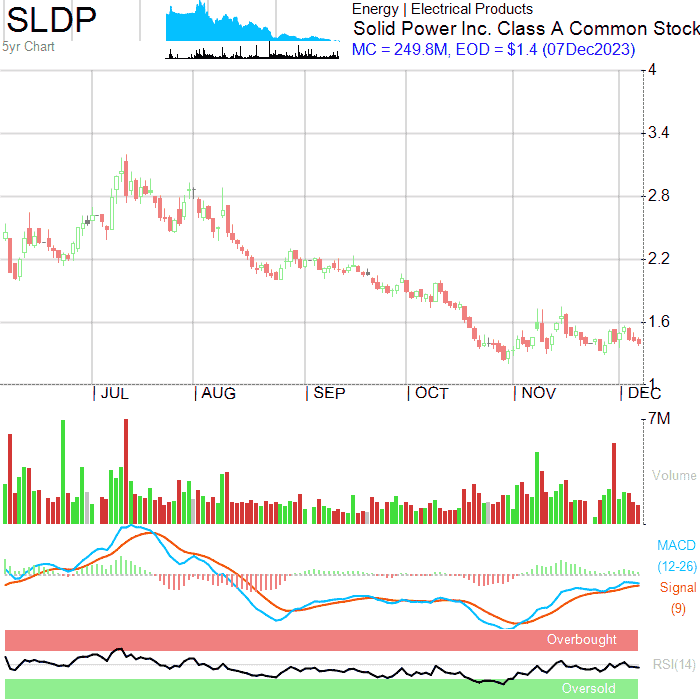 SLDP
5yr Chart
Energy | Electrical Products
Solid Power Inc. Class A Common Stock
MC = 249.8M, EOD = $1.4 (07Dec2023)
4
3.4
2.8
2.2
1.6
1
JUL AUG SEP OCT NOV DEC
7M
Volume
MACD
(12-26)
Signal
(9)
Overbought
RSI(14)
Oversold